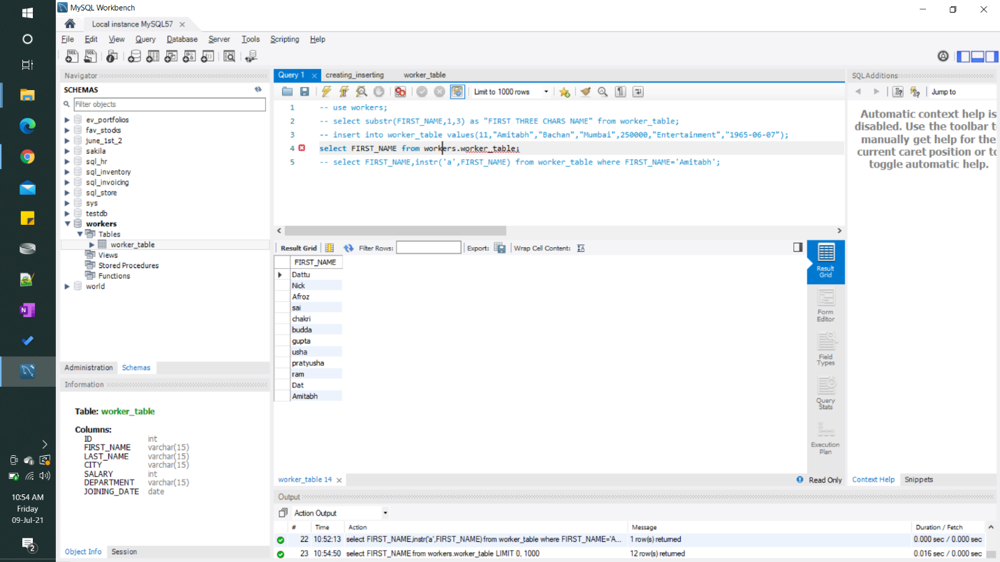 MySQL Workbench
Local instance MySQL57
File Edit View Query Database Server Tools Scripting Help
Navigator
SCHEMAS
Filter objects
ev_portfolios
fav_stocks
june_1st_2
sakila
sql_hr
sql_inventory
sql_invoicing
sql_store
sys
testdb
workers
Tables
worker_table
Views
Stored Procedures
Functions
world
Administration Schemas
Information
Table: worker_table
Columns:
ID int
FIRST_NAME varchar(15)
LAST_NAME varchar(15)
CITY varchar(15)
SALARY int
DEPARTMENT varchar(15)
JOINING_DATE date
Object Info Session
Query 1 creating_inserting worker_table
Limit to 1000 rows
1 -- use workers;
2 -- select substr(FIRST_NAME,1,3) as "FIRST THREE CHARS NAME" from worker_table;
3 -- insert into worker_table values(11,"Amitabh","Bachan","Mumbai",250000,"Entertainment","1965-06-07");
4 select FIRST_NAME from workers.worker_table;
5 -- select FIRST_NAME,instr('a',FIRST_NAME) from worker_table where FIRST_NAME='Amitabh';
Result Grid Filter Rows: Export: Wrap Cell Content:
FIRST_NAME
Dattu
Nick
Afroz
sai
chakri
budda
gupta
usha
pratyusha
ram
Dat
Amitabh
Result
Grid
Form
Editor
Field
Types
Query
Stats
Execution
Plan
worker_table 14
Read Only
SQLAdditions
Jump to
Automatic context help is
disabled. Use the toolbar t
manually get help for the
current caret position or to
toggle automatic help.
Context Help Snippets
Output
Action Output
# Time Action Message Duration / Fetch
22 10:52:13 select FIRST_NAME,instr('a',FIRST_NAME) from worker_table where FIRST_NAME='A... 1 row(s) returned 0.000 sec / 0.000 sec
23 10:54:50 select FIRST_NAME from workers.worker_table LIMIT 0, 1000 12 row(s) returned 0.016 sec / 0.000 sec
10:54 AM
Friday
09-Jul-21
2